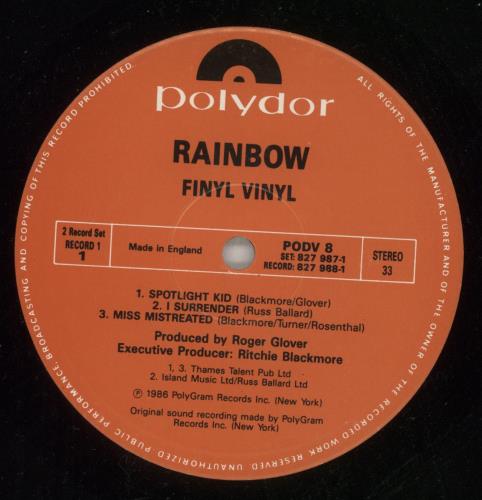 polydor
RAINBOW
FINYL VINYL
2 Record Set
RECORD 1
1
Made in England
PODV 8
SET: 827 987-1
RECORD: 827 988-1
STEREO
33
1. SPOTLIGHT KID (Blackmore/Glover)
2. I SURRENDER (Russ Ballard)
3. MISS MISTREATED (Blackmore/Turner/Rosenthal)
Produced by Roger Glover
Executive Producer: Ritchie Blackmore
1, 3. Thames Talent Pub Ltd
2. Island Music Ltd/Russ Ballard Ltd
Ⓟ 1986 PolyGram Records Inc. (New York)
Original sound recording made by PolyGram
Records Inc. (New York)
ALL RIGHTS OF THE MANUFACTURER AND OF THE OWNER OF THE RECORDED WORK RESERVED. UNAUTHORIZED PUBLIC PERFORMANCE, BROADCASTING AND COPYING OF THIS RECORD PROHIBITED.